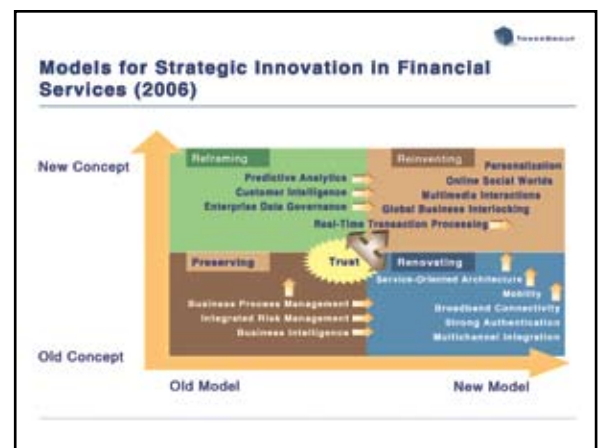 TowerGroup
Models for Strategic Innovation in Financial
Services (2006)
New Concept
Reframing
Predictive Analytics
Customer Intelligence
Enterprise Data Governance
Reinventing
Personalization
Online Social Worlds
Multimedia Interactions
Global Business Interlocking
Real-Time Transaction Processing
Preserving
Trust
Renovating
Service-Oriented Architecture
Mobility
Business Process Management
Broadband Connectivity
Integrated Risk Management
Strong Authentication
Business Intelligence
Multichannel Integration
Old Concept
Old Model
New Model